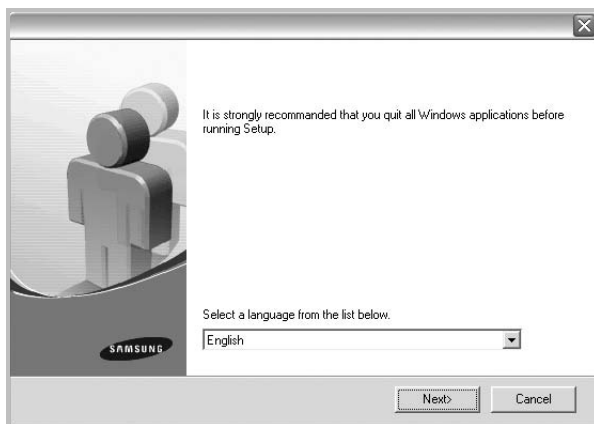 It is strongly recommanded that you quit all Windows applications before
running Setup.
Select a language from the list below.
English
SAMSUNG
Next>
Cancel